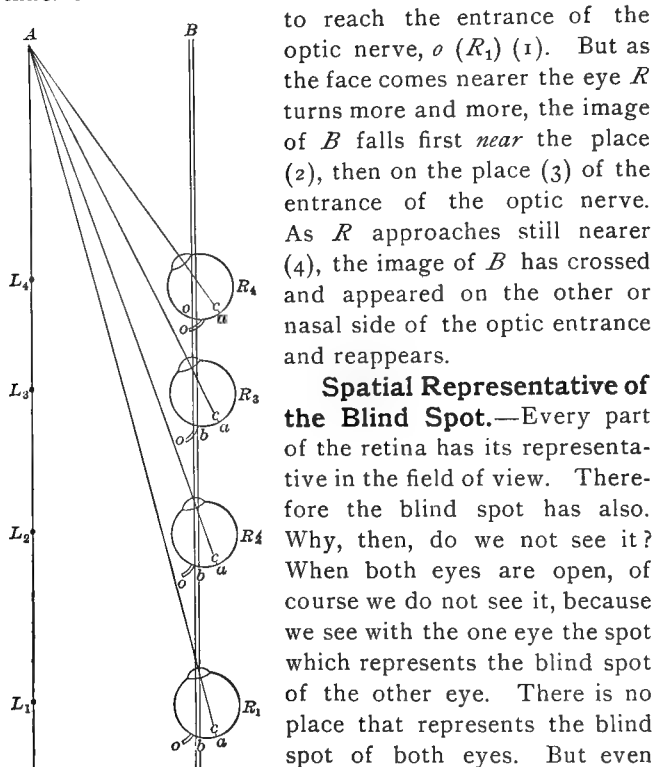 A
B
L₄
R₄
c
a
o
o
L₃
R₃
c
a
o
b
L₂
R₂
c
a
o
b
L₁
R₁
c
a
o
b
to reach the entrance of the
optic nerve, o (R₁) (1). But as
the face comes nearer the eye R
turns more and more, the image
of B falls first near the place
(2), then on the place (3) of the
entrance of the optic nerve.
As R approaches still nearer
(4), the image of B has crossed
and appeared on the other or
nasal side of the optic entrance
and reappears.
Spatial Representative of
the Blind Spot.—Every part
of the retina has its representa-
tive in the field of view. There-
fore the blind spot has also.
Why, then, do we not see it?
When both eyes are open, of
course we do not see it, because
we see with the one eye the spot
which represents the blind spot
of the other eye. There is no
place that represents the blind
spot of both eyes. But even